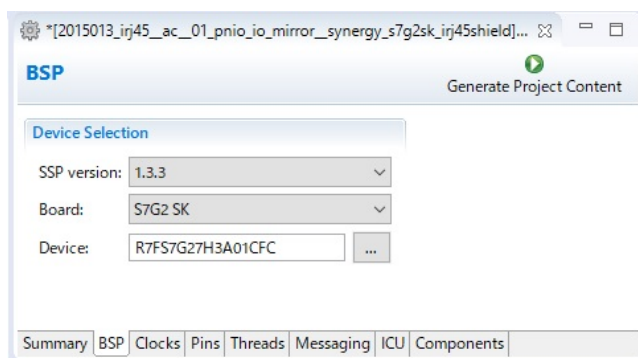 *[2015013_irj45__ac__01_pnio_io_mirror__synergy_s7g2sk_irj45shield]...
BSP
Generate Project Content
Device Selection
SSP version: 1.3.3
Board: S7G2 SK
Device: R7FS7G27H3A01CFC ...
Summary BSP Clocks Pins Threads Messaging ICU Components